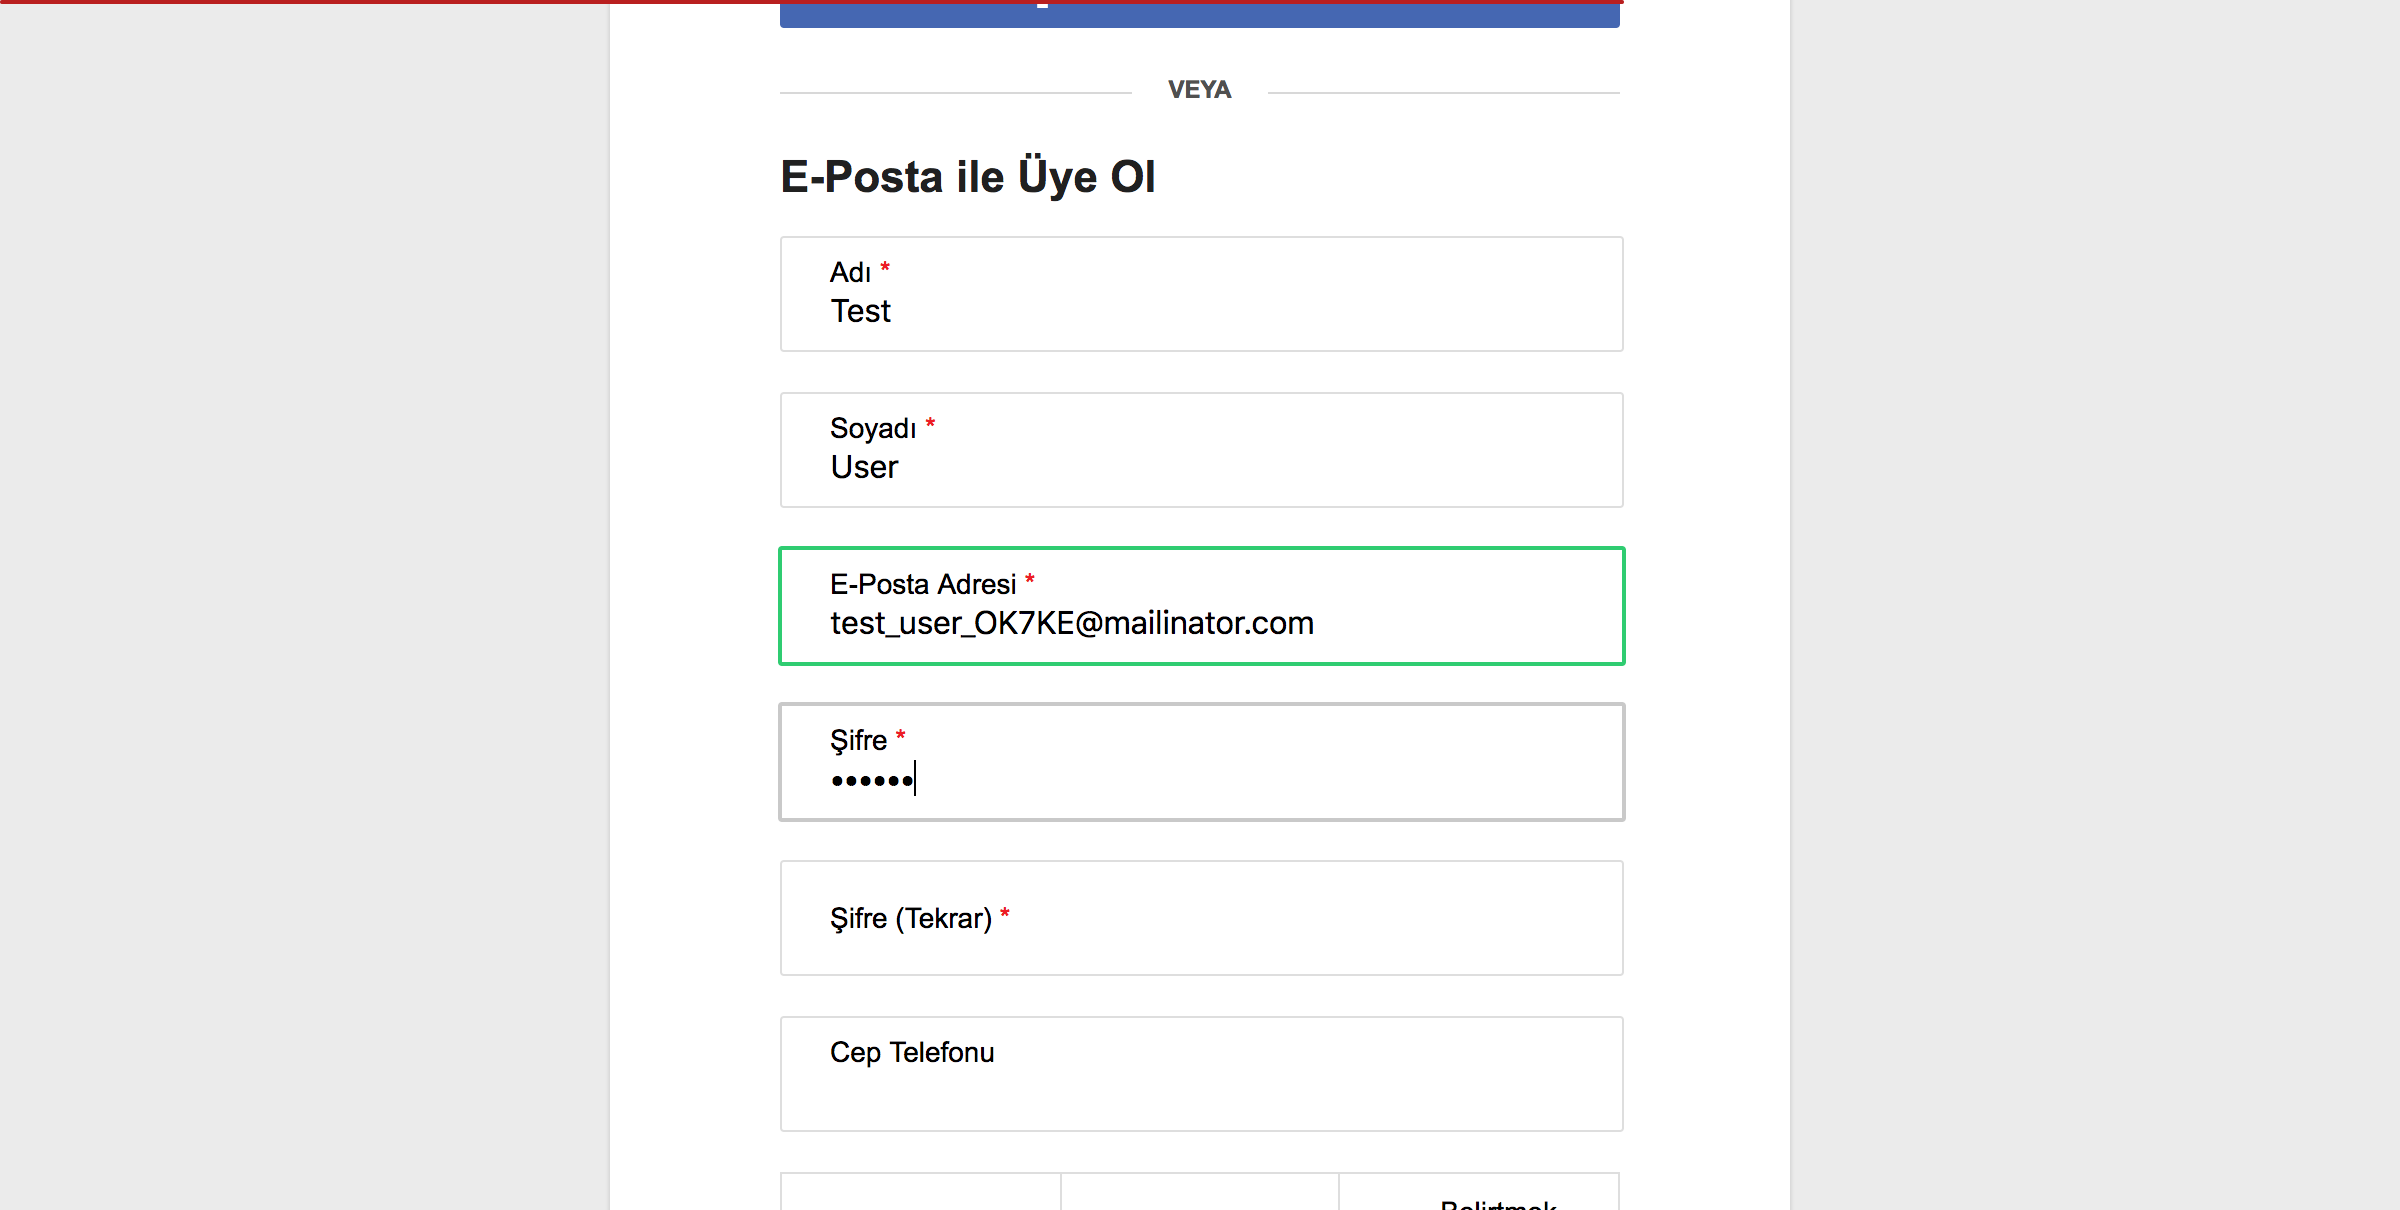 VEYA
E-Posta ile Üye Ol
Adı *
Test
Soyadı *
User
E-Posta Adresi *
test_user_OK7KE@mailinator.com
Şifre *
••••••
Şifre (Tekrar) *
Cep Telefonu
Belirtmek